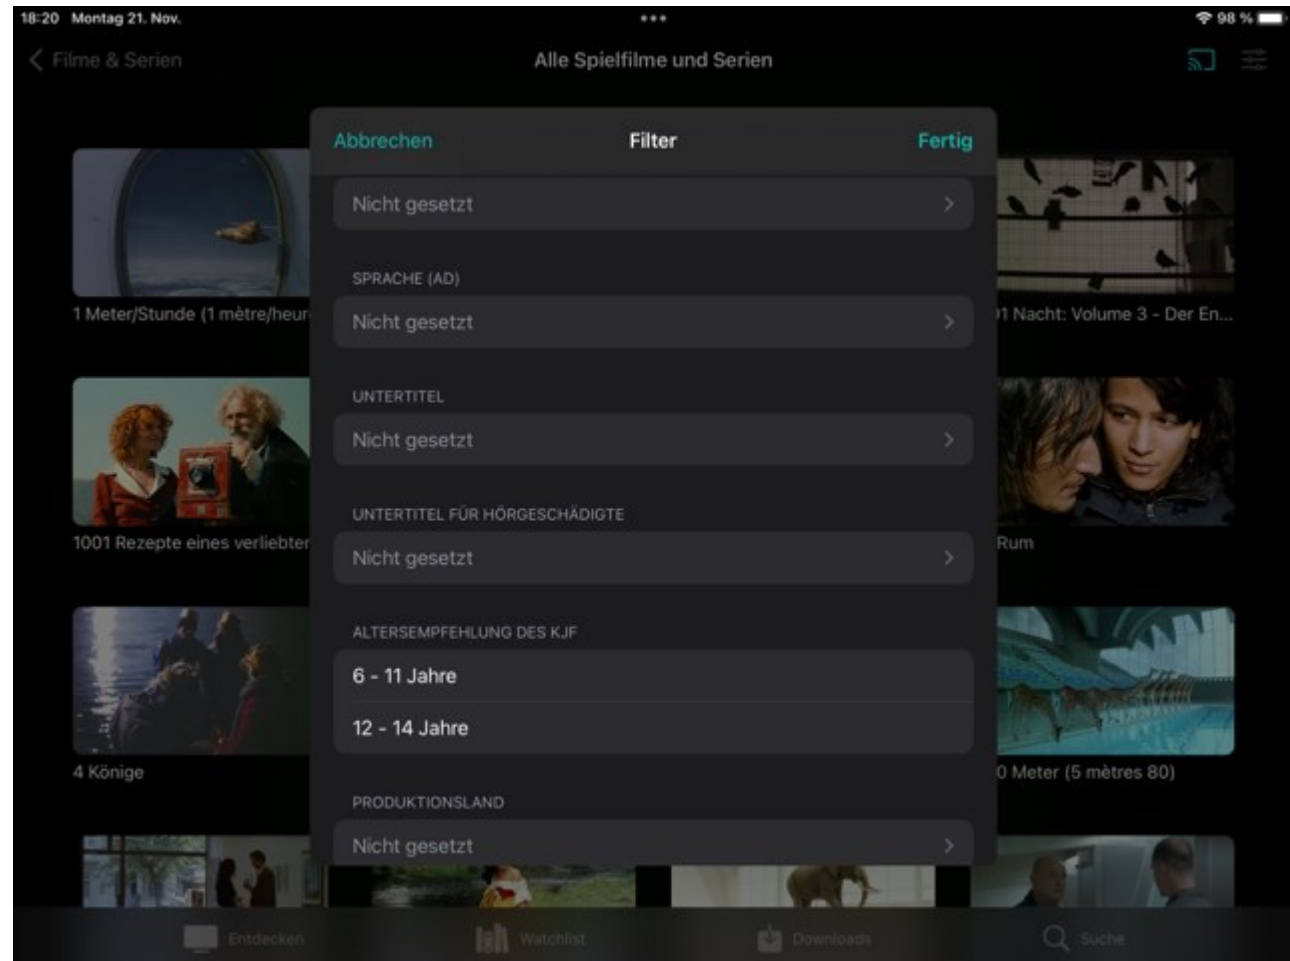 18:20 Montag 21. Nov.
98 %
Filme & Serien
Alle Spielfilme und Serien
Abbrechen
Filter
Fertig
Nicht gesetzt
SPRACHE (AD)
Nicht gesetzt
1 Meter/Stunde (1 mètre/heur
1 Nacht: Volume 3 - Der En...
UNTERTITEL
Nicht gesetzt
UNTERTITEL FÜR HÖRGESCHÄDIGTE
1001 Rezepte eines verliebter
Rum
Nicht gesetzt
ALTERSEMPFEHLUNG DES KJF
6 - 11 Jahre
12 - 14 Jahre
4 Könige
0 Meter (5 mètres 80)
PRODUKTIONSLAND
Nicht gesetzt
Entdecken
Watchlist
Downloads
Suche